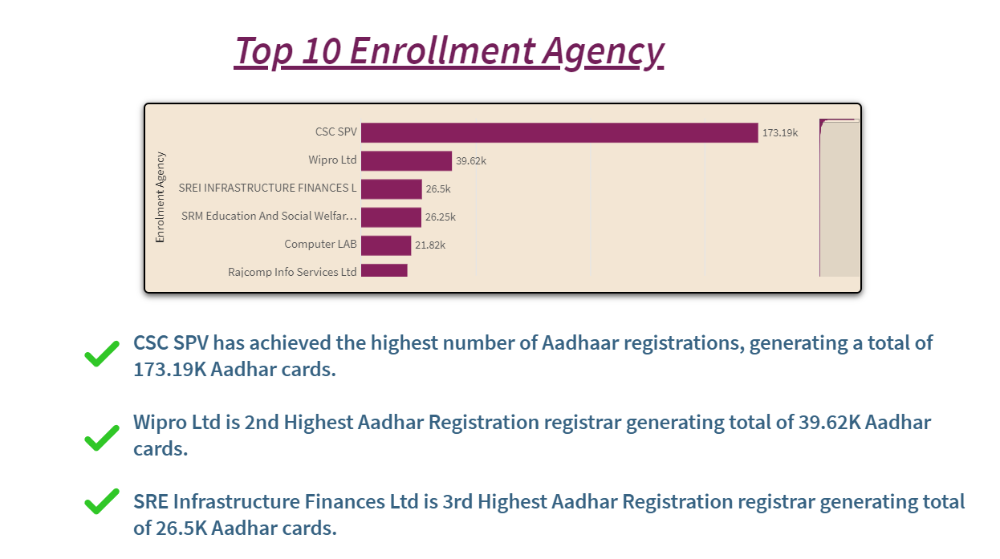 Top 10 Enrollment Agency
Enrolment Agency
CSC SPV 173.19k
Wipro Ltd 39.62k
SREI INFRASTRUCTURE FINANCES L 26.5k
SRM Education And Social Welfar... 26.25k
Computer LAB 21.82k
Rajcomp Info Services Ltd
CSC SPV has achieved the highest number of Aadhaar registrations, generating a total of
173.19K Aadhar cards.
Wipro Ltd is 2nd Highest Aadhar Registration registrar generating total of 39.62K Aadhar
cards.
SRE Infrastructure Finances Ltd is 3rd Highest Aadhar Registration registrar generating total
of 26.5K Aadhar cards.